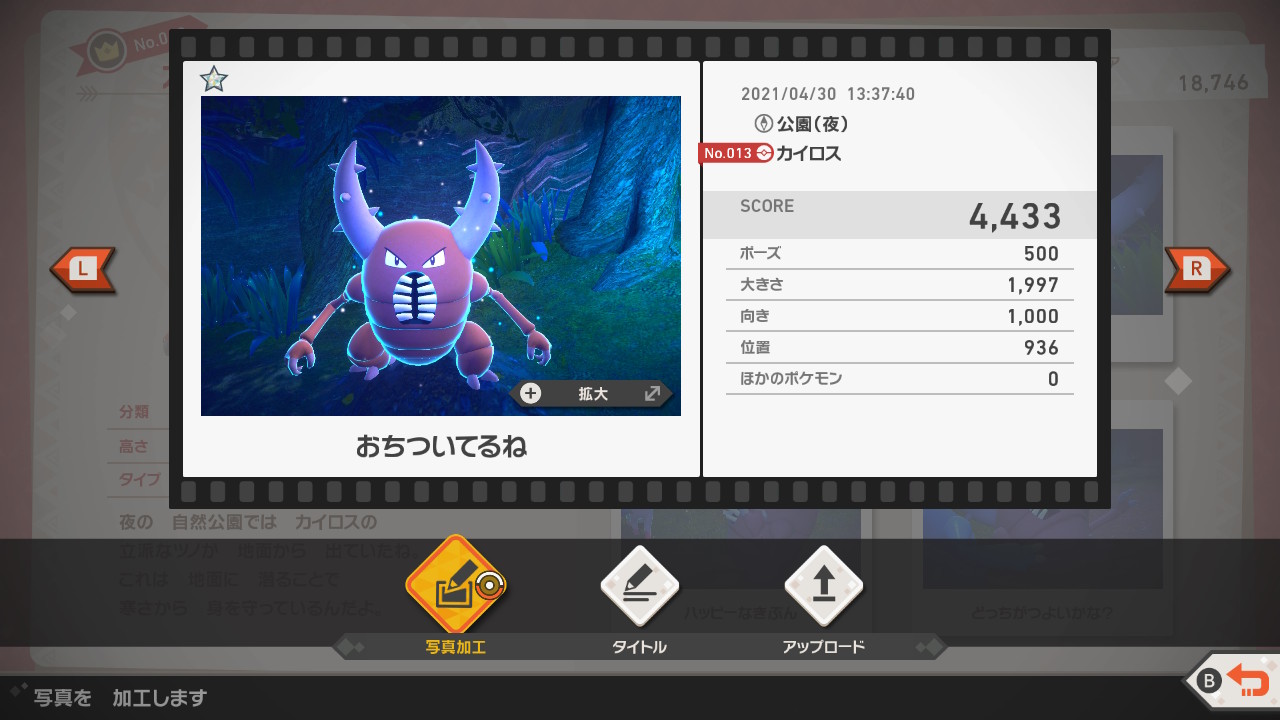 No.0
18,746
2021/04/30 13:37:40
公園(夜)
No.013 カイロス
SCORE 4,433
ポーズ 500
大きさ 1,997
向き 1,000
位置 936
ほかのポケモン 0
L
R
+ 拡大
おちついてるね
分類
高さ
タイプ
夜の 自然公園では カイロスの
立派なツノが 地面から 出ていたね。
これは 地面に 潜ることで
寒さから 身を守っているんだよ。
ハッピーなきぶん
どっちがつよいかな?
写真加工
タイトル
アップロード
写真を 加工します
B